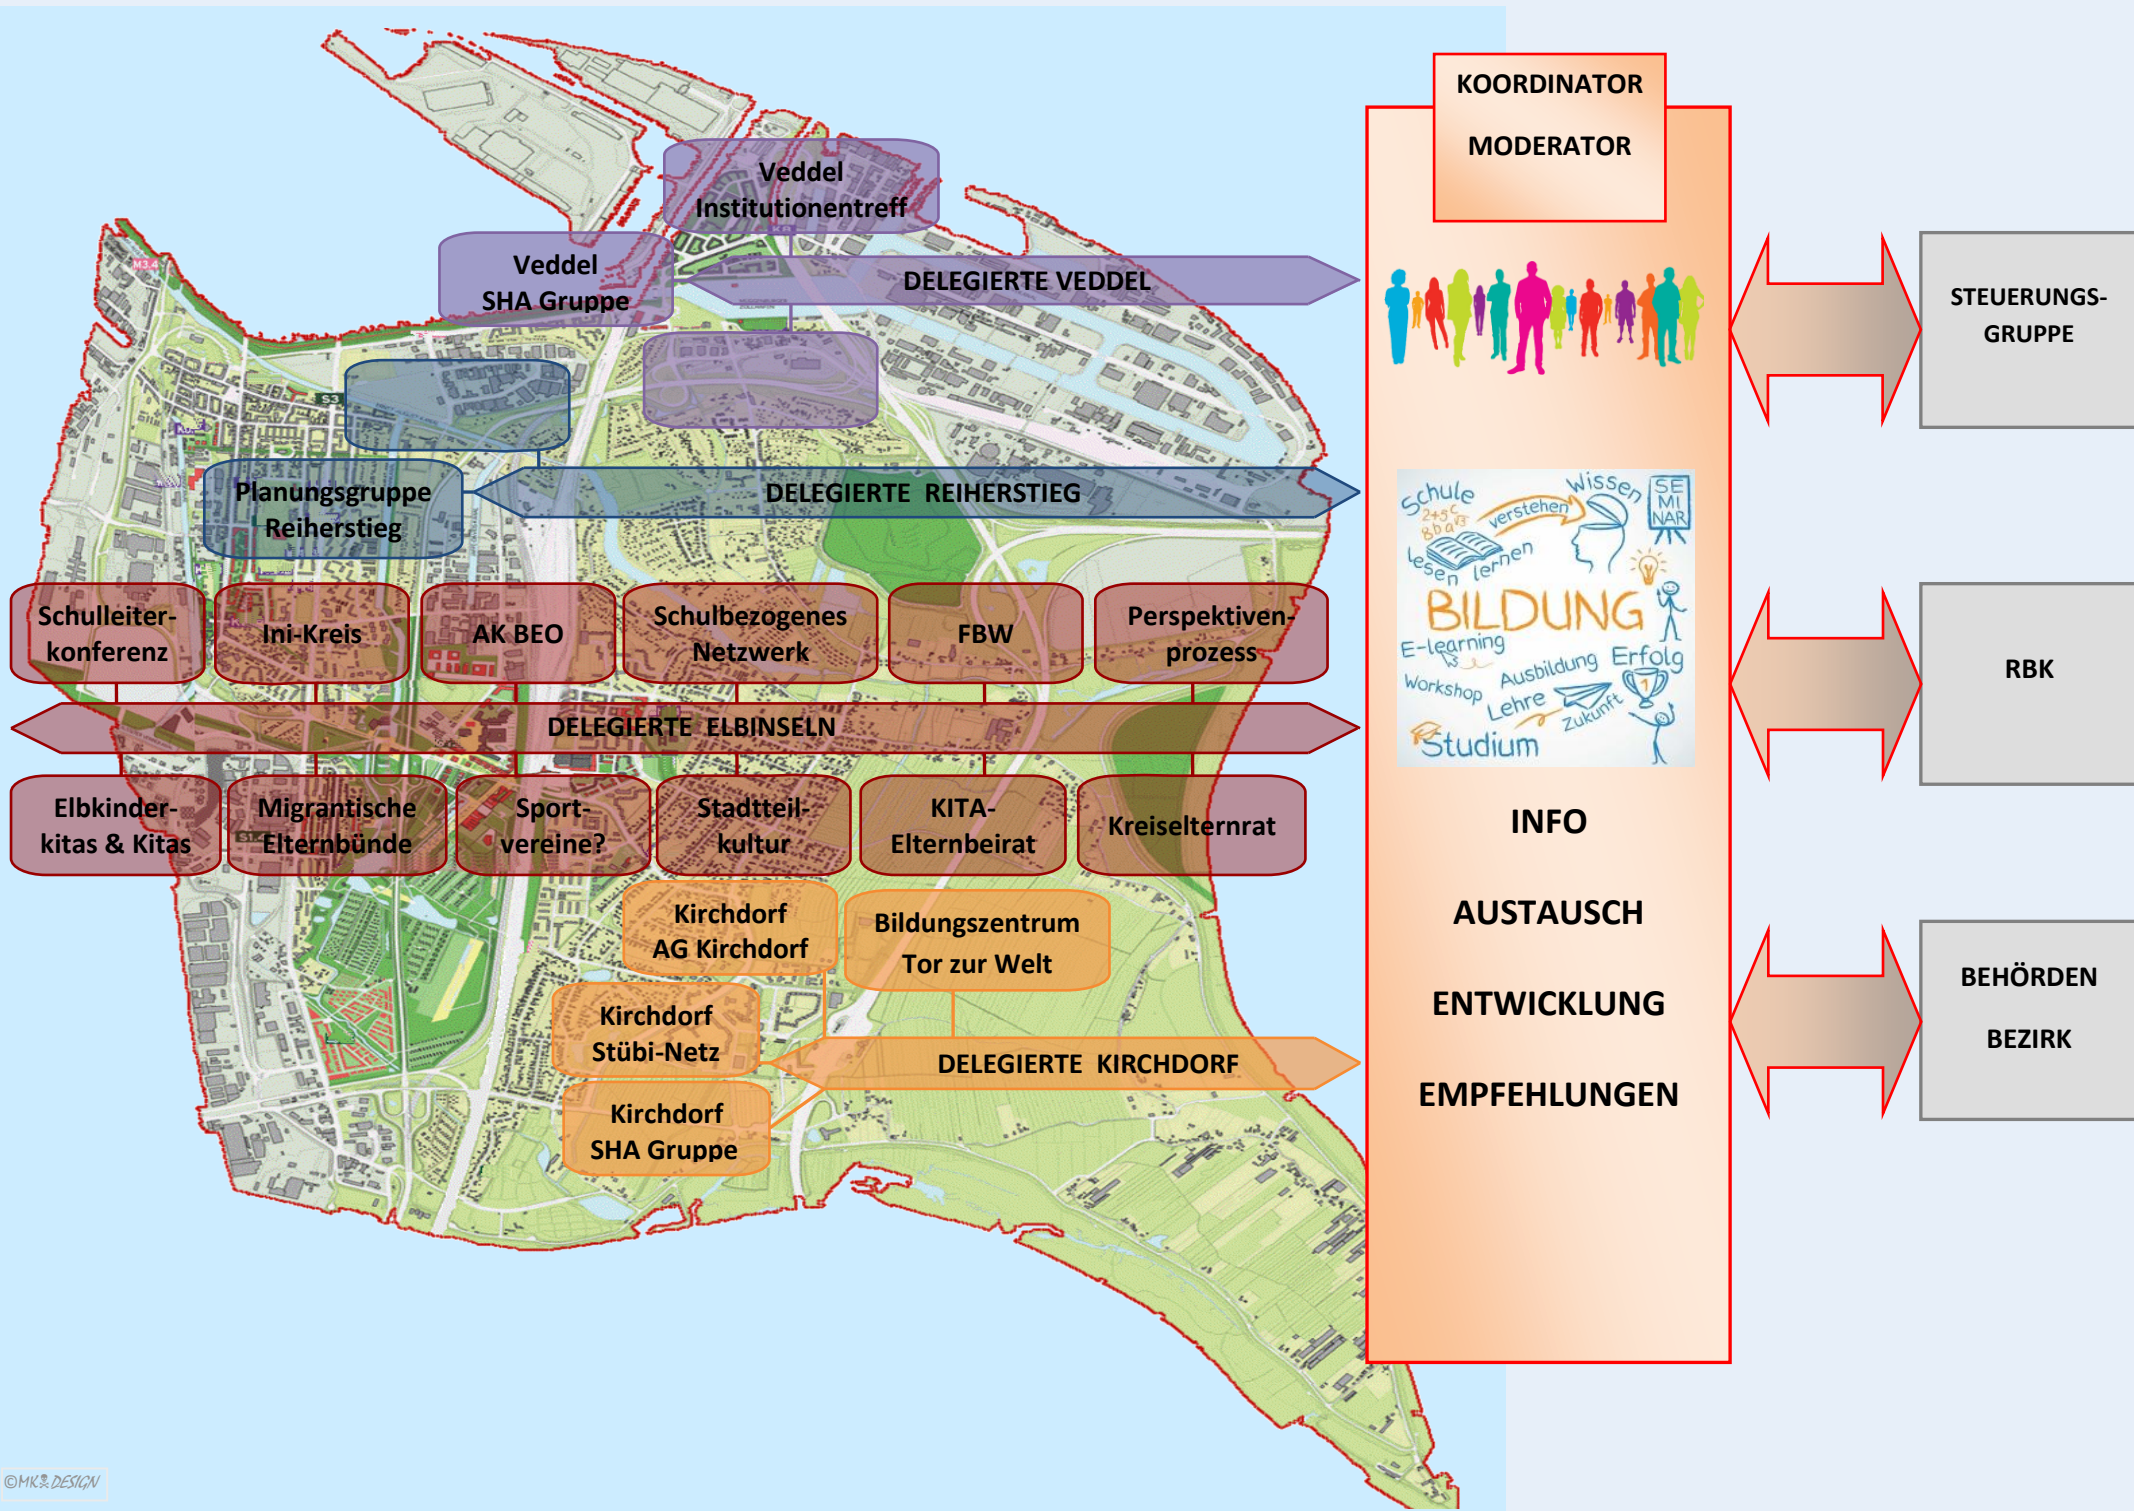 KOORDINATOR
MODERATOR
Veddel
Institutionentreff
Veddel
SHA Gruppe
DELEGIERTE VEDDEL
M3.4
S3
Planungsgruppe
Reiherstieg
DELEGIERTE REIHERSTIEG
Schulleiter-
konferenz
Ini-Kreis
AK BEO
Schulbezogenes
Netzwerk
FBW
Perspektiven-
prozess
DELEGIERTE ELBINSELN
Elbkinder-
kitas & Kitas
Migrantische
Elternbünde
Sport-
vereine?
Stadtteil-
kultur
KITA-
Elternbeirat
Kreiselternrat
Kirchdorf
AG Kirchdorf
Bildungszentrum
Tor zur Welt
Kirchdorf
Stübi-Netz
DELEGIERTE KIRCHDORF
Kirchdorf
SHA Gruppe
Schule
Wissen
SE
MI
NAR
verstehen
lesen lernen
BILDUNG
E-learning
Workshop
Ausbildung
Erfolg
1
Lehre
Zukunft
Studium
INFO
AUSTAUSCH
ENTWICKLUNG
EMPFEHLUNGEN
STEUERUNGS-
GRUPPE
RBK
BEHÖRDEN
BEZIRK
©MK DESIGN